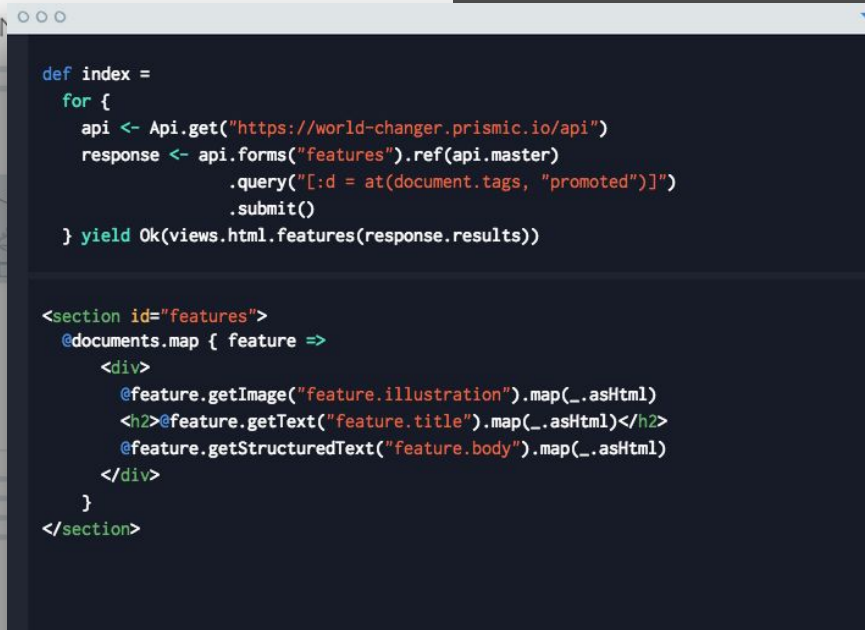 def index =
for {
api <- Api.get("https://world-changer.prismic.io/api")
response <- api.forms("features").ref(api.master)
.query("[:d = at(document.tags, "promoted")]")
.submit()
} yield Ok(views.html.features(response.results))
<section id="features">
@documents.map { feature =>
<div>
@feature.getImage("feature.illustration").map(_.asHtml)
<h2>@feature.getText("feature.title").map(_.asHtml)</h2>
@feature.getStructuredText("feature.body").map(_.asHtml)
</div>
}
</section>